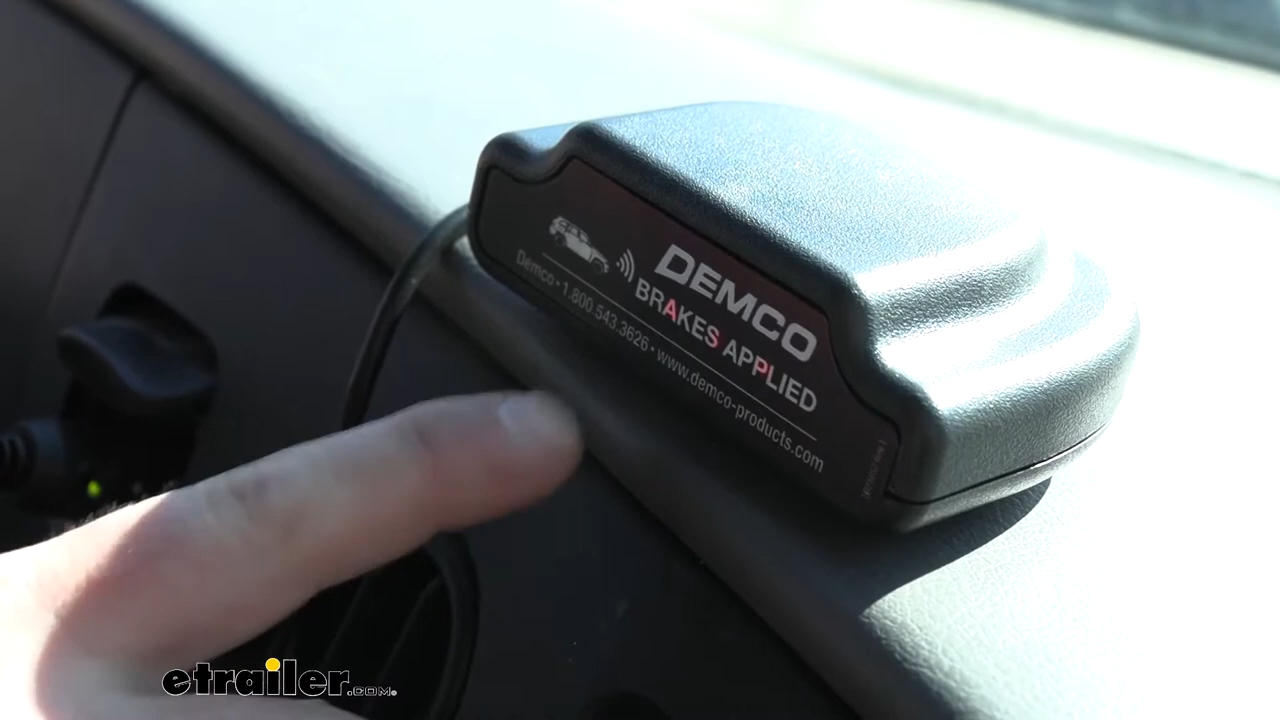 DEMCO
BRAKES APPLIED
Demco • 1.800.543.3626 • www.demco-products.com
etrailer.com